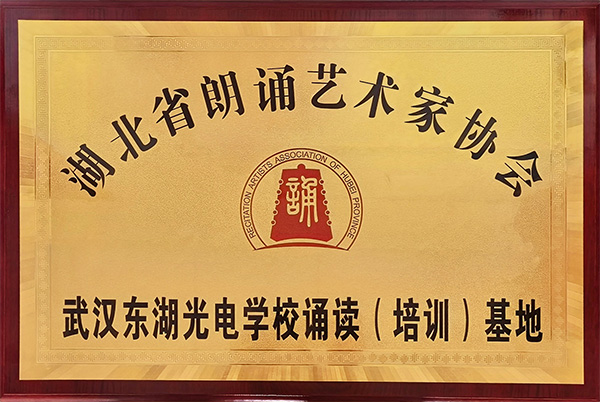 湖北省朗诵艺术家协会
RECITATION ARTISTS ASSOCIATION OF HUBEI PROVINCE
誦
武汉东湖光电学校诵读（培训）基地